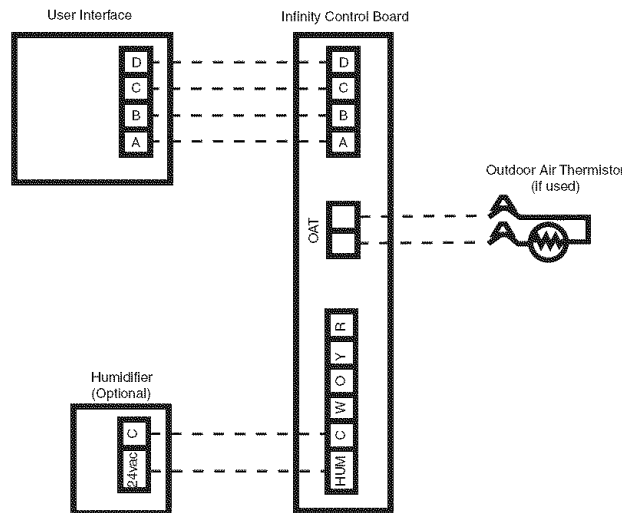 User Interface
Infinity Control Board
D
C
B
A
D
C
B
A
Outdoor Air Thermistor
(if used)
OAT
R
Y
O
W
C
HUM
Humidifier
(Optional)
C
24vac